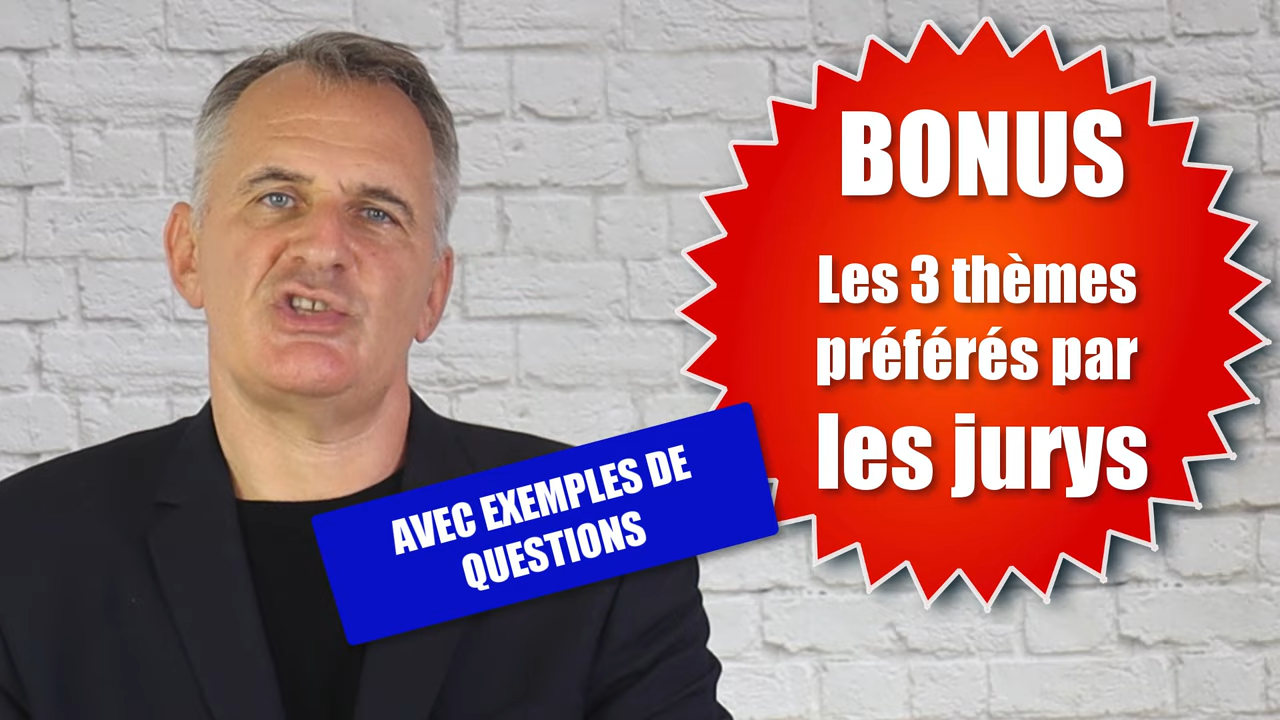 BONUS
Les 3 thèmes
préférés par
les jurys
AVEC EXEMPLES DE
QUESTIONS